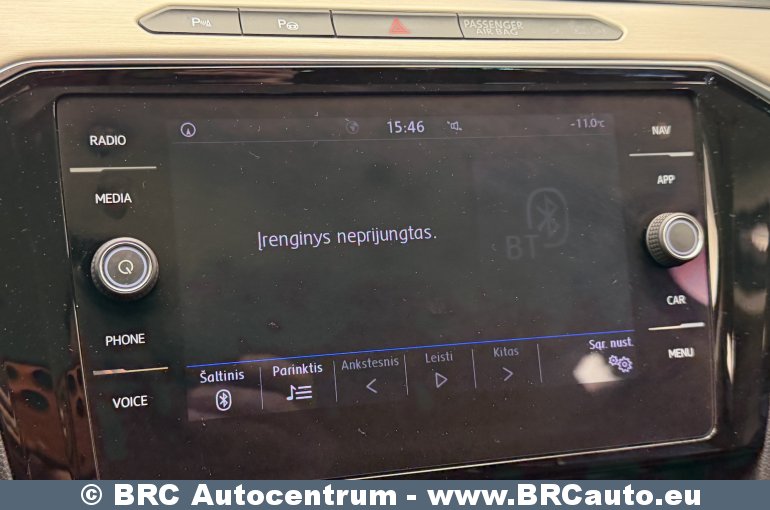 P
P
PASSENGER
AIR BAG
RADIO
MEDIA
PHONE
VOICE
15:46
-11.0°C
Įrenginys neprijungtas.
BT
Šaltinis
Parinktis
Ankstesnis
Leisti
Kitas
Sąr. nust.
NAV
APP
CAR
MENU
© BRC Autocentrum - www.BRCauto.eu